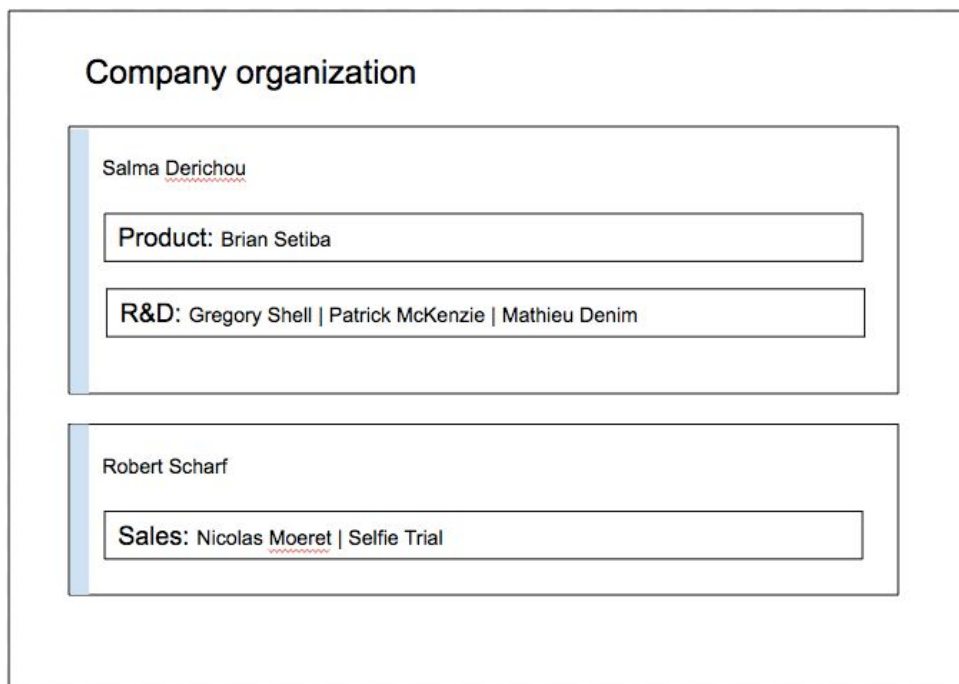 Company organization
Salma Derichou
Product: Brian Setiba
R&D: Gregory Shell | Patrick McKenzie | Mathieu Denim
Robert Scharf
Sales: Nicolas Moeret | Selfie Trial